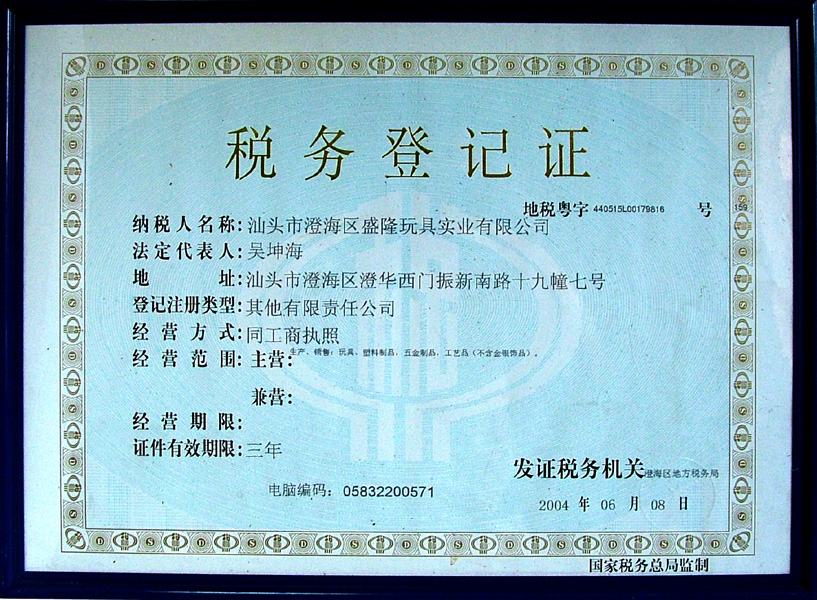 税务登记证
地税粤字 440515L00179816 号 159
纳税人名称: 汕头市澄海区盛隆玩具实业有限公司
法定代表人: 吴坤海
地址: 汕头市澄海区澄华西门振新南路十九幢七号
登记注册类型: 其他有限责任公司
经营方式: 同工商执照
经营范围: 主营: 生产、销售：玩具、塑料制品，五金制品，工艺品（不含金银饰品）。
兼营:
经营期限:
证件有效期限: 三年
发证税务机关 澄海区地方税务局
电脑编码： 05832200571
2004 年 06 月 08 日
国家税务总局监制